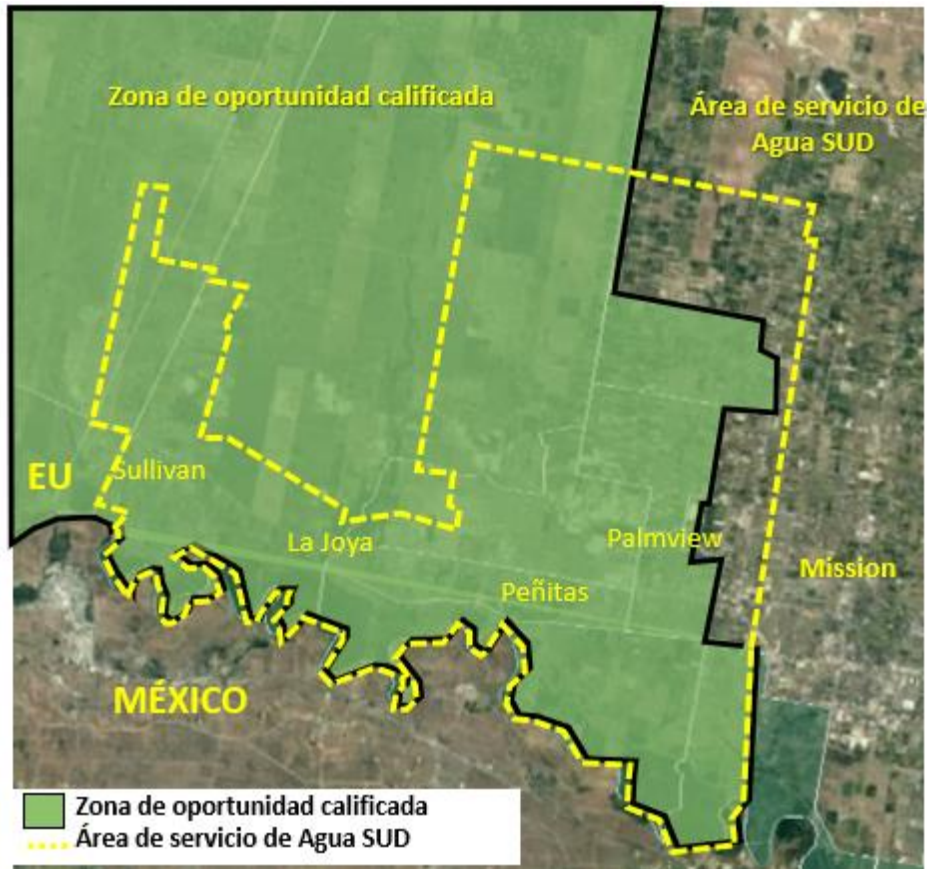 Zona de oportunidad calificada
Área de servicio de
Agua SUD
EU
Sullivan
La Joya
Palmview
Peñitas
Mission
MÉXICO
Zona de oportunidad calificada
Área de servicio de Agua SUD